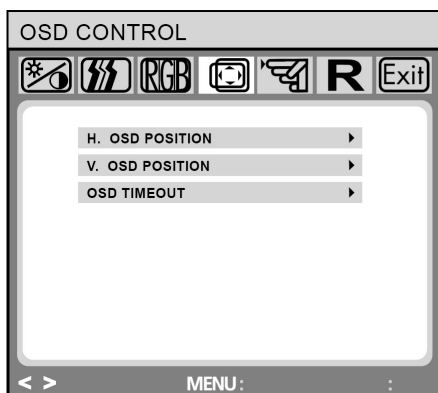 OSD CONTROL
RGB R Exit
H. OSD POSITION
V. OSD POSITION
OSD TIMEOUT
< > MENU: :